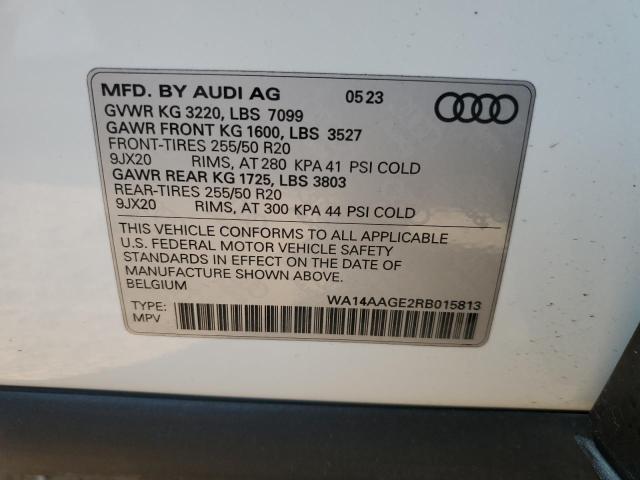 MFD. BY AUDI AG 05 23
GVWR KG 3220, LBS 7099
GAWR FRONT KG 1600, LBS 3527
FRONT-TIRES 255/50 R20
9JX20 RIMS, AT 280 KPA 41 PSI COLD
GAWR REAR KG 1725, LBS 3803
REAR-TIRES 255/50 R20
9JX20 RIMS, AT 300 KPA 44 PSI COLD
THIS VEHICLE CONFORMS TO ALL APPLICABLE
U.S. FEDERAL MOTOR VEHICLE SAFETY
STANDARDS IN EFFECT ON THE DATE OF
MANUFACTURE SHOWN ABOVE.
BELGIUM
WA14AAGE2RB015813
TYPE:
MPV